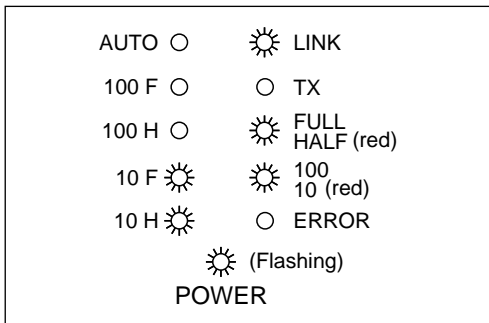 AUTO LINK
100 F TX
100 H FULL
HALF (red)
10 F 100
10 (red)
10 H ERROR
(Flashing)
POWER